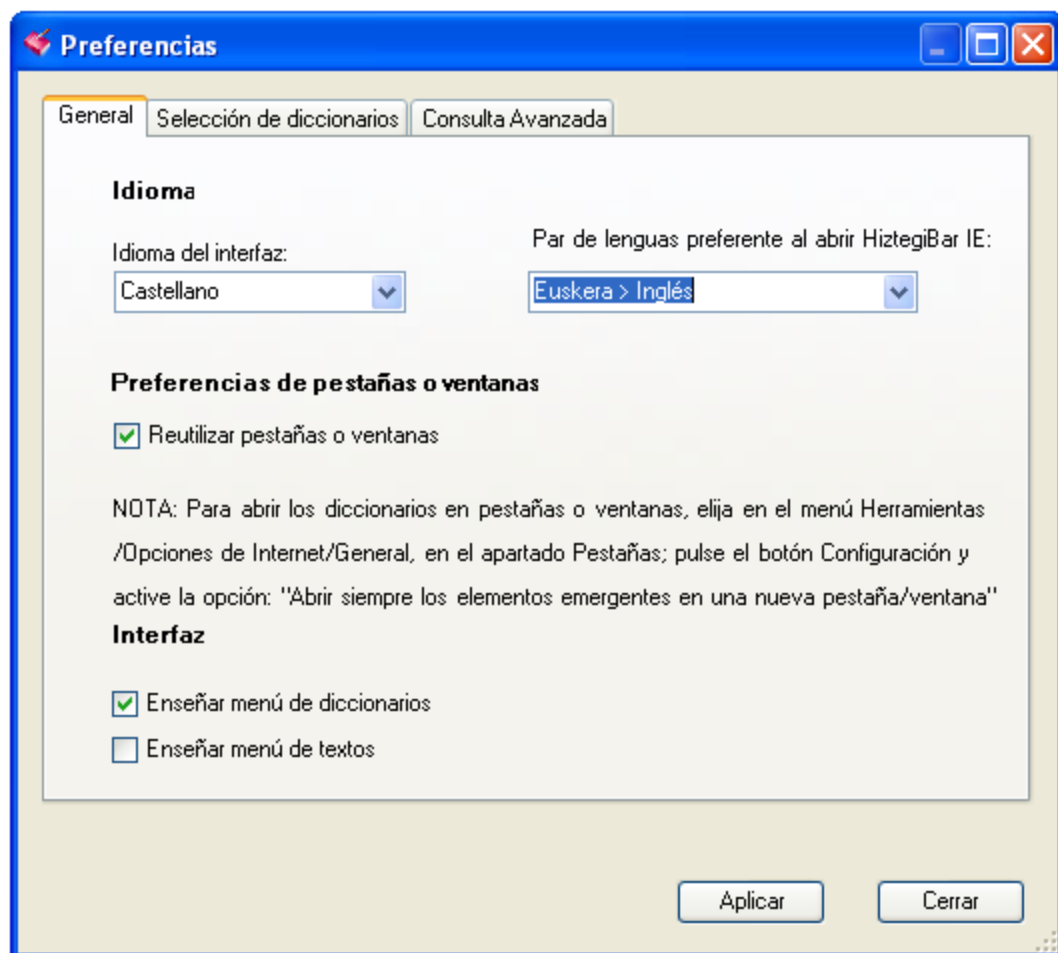 Preferencias
General Selección de diccionarios Consulta Avanzada
Idioma
Idioma del interfaz:
Castellano
Par de lenguas preferente al abrir HiztegiBar IE:
Euskera > Inglés
Preferencias de pestañas o ventanas
Reutilizar pestañas o ventanas
NOTA: Para abrir los diccionarios en pestañas o ventanas, elija en el menú Herramientas
/Opciones de Internet/General, en el apartado Pestañas; pulse el botón Configuración y
active la opción: "Abrir siempre los elementos emergentes en una nueva pestaña/ventana"
Interfaz
Enseñar menú de diccionarios
Enseñar menú de textos
Aplicar Cerrar